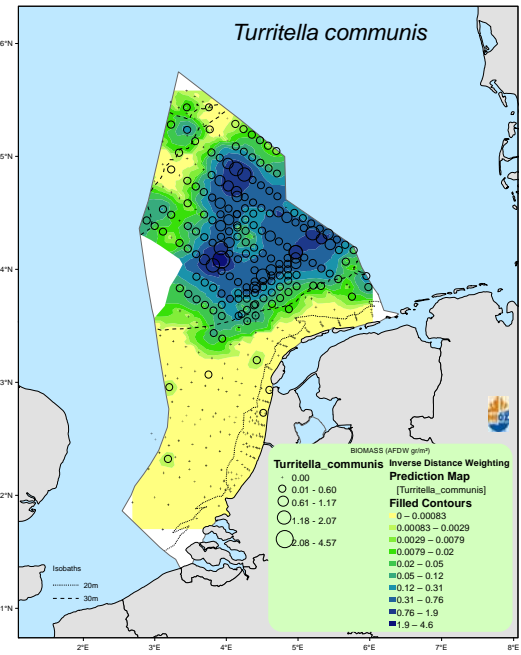 Turritella communis
6°N
5°N
4°N
3°N
2°N
1°N
BIOMASS (AFDW gr/m²)
Turritella_communis
0.00
0.01 - 0.60
0.61 - 1.17
1.18 - 2.07
2.08 - 4.57
Inverse Distance Weighting
Prediction Map
[Turritella_communis]
Filled Contours
0 – 0.00083
0.00083 – 0.0029
0.0029 – 0.0079
0.0079 – 0.02
0.02 – 0.05
0.05 – 0.12
0.12 – 0.31
0.31 – 0.76
0.76 – 1.9
1.9 – 4.6
Isobaths
20m
30m
2°E 3°E 4°E 5°E 6°E 7°E 8°E